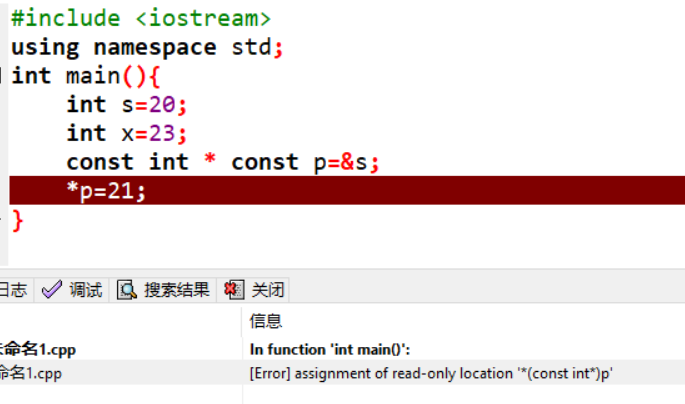 #include <iostream>
using namespace std;
int main(){
int s=20;
int x=23;
const int * const p=&s;
*p=21;
}
日志 调试 搜索结果 关闭
信息
命名1.cpp In function 'int main()':
命名1.cpp [Error] assignment of read-only location '*(const int*)p'